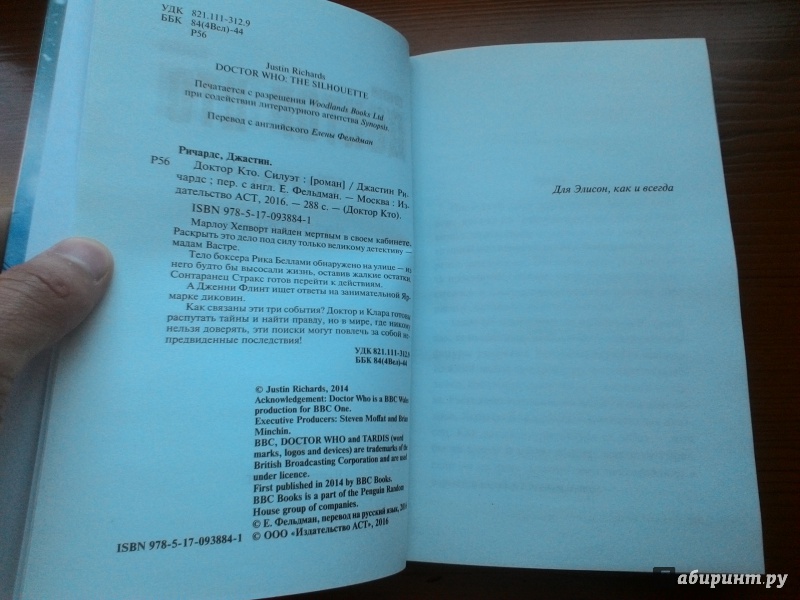 УДК 821.111-312.9
ББК 84(4Вел)-44
Р56
Justin Richards
DOCTOR WHO: THE SILHOUETTE
Печатается с разрешения Woodlands Books Ltd
при содействии литературного агентства Synopsis.
Перевод с английского Елены Фельдман
Ричардс, Джастин.
Р56 Доктор Кто. Силуэт : [роман] / Джастин Ри-
чардс ; пер. с англ. Е. Фельдман. — Москва : Из-
дательство АСТ, 2016. — 288 с. — (Доктор Кто).
ISBN 978-5-17-093884-1
Марлоу Хепворт найден мертвым в своем кабинете.
Раскрыть это дело под силу только великому детективу —
мадам Вастре.
Тело боксера Рика Беллами обнаружено на улице — из
него будто бы высосали жизнь, оставив жалкие остатки.
Сонтаранец Стракс готов перейти к действиям.
А Дженни Флинт ищет ответы на занимательной Яр-
марке диковин.
Как связаны эти три события? Доктор и Клара готовы
распутать тайны и найти правду, но в мире, где никому
нельзя доверять, эти поиски могут повлечь за собой не-
предвиденные последствия!
УДК 821.111-312.9
ББК 84(4Вел)-44
© Justin Richards, 2014
Acknowledgement: Doctor Who is a BBC Wales
production for BBC One.
Executive Producers: Steven Moffat and Brian
Minchin.
BBC, DOCTOR WHO and TARDIS (word
marks, logos and devices) are trademarks of the
British Broadcasting Corporation and are used
under licence.
First published in 2014 by BBC Books.
BBC Books is a part of the Penguin Random
House group of companies.
© Е. Фельдман, перевод на русский язык,
ISBN 978-5-17-093884-1 © ООО «Издательство АСТ», 2016
Для Элисон, как и всегда
абиринт.ру